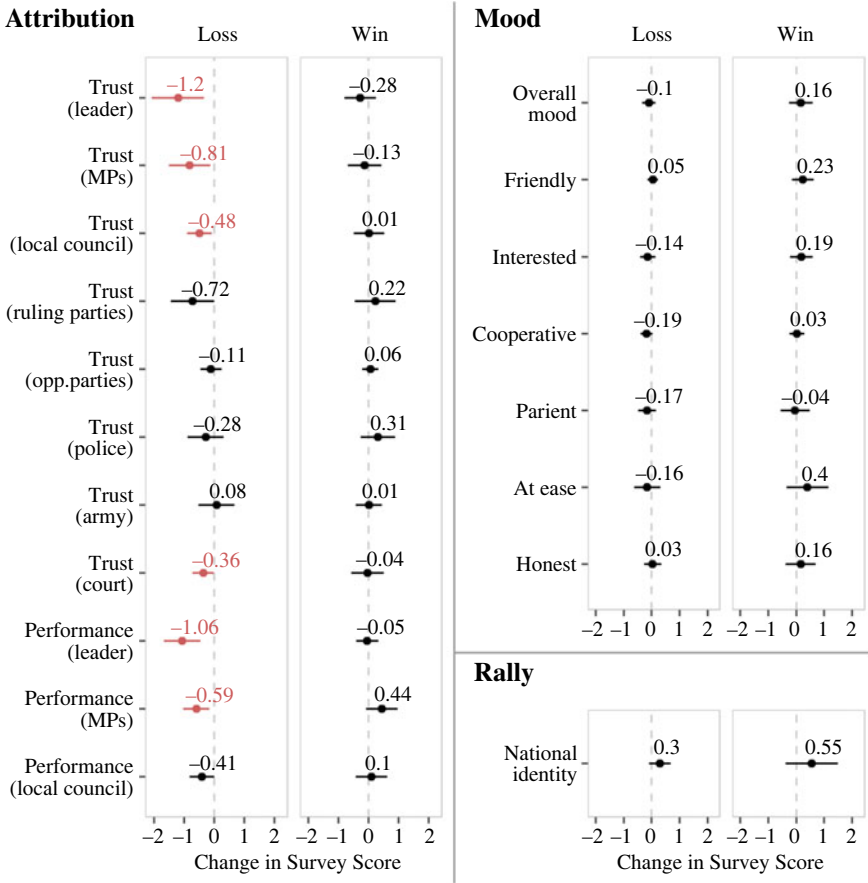 Attribution
Loss Win
Trust
(leader)
–1.2 –0.28
Trust
(MPs)
–0.81 –0.13
Trust
(local council)
–0.48 0.01
Trust
(ruling parties)
–0.72 0.22
Trust
(opp.parties)
–0.11 0.06
Trust
(police)
–0.28 0.31
Trust
(army)
0.08 0.01
Trust
(court)
–0.36 –0.04
Performance
(leader)
–1.06 –0.05
Performance
(MPs)
–0.59 0.44
Performance
(local council)
–0.41 0.1
–2 –1 0 1 2 –2 –1 0 1 2
Change in Survey Score
Mood
Loss Win
Overall
mood
–0.1 0.16
Friendly 0.05 0.23
Interested –0.14 0.19
Cooperative –0.19 0.03
Parient –0.17 –0.04
At ease –0.16 0.4
Honest 0.03 0.16
–2 –1 0 1 2 –2 –1 0 1 2
Rally
National
identity
0.3 0.55
–2 –1 0 1 2 –2 –1 0 1 2
Change in Survey Score